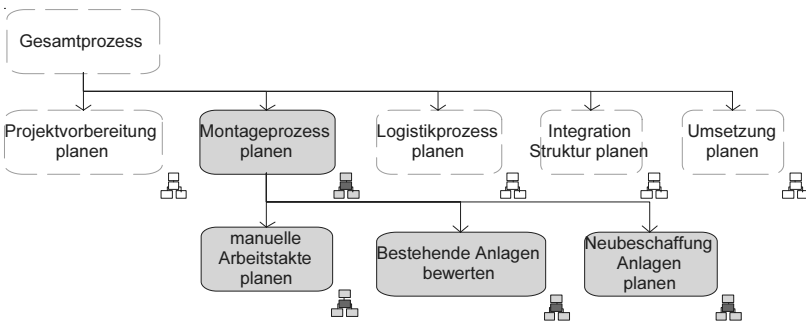 Gesamtprozess
Projektvorbereitung
planen
Montageprozess
planen
Logistikprozess
planen
Integration
Struktur planen
Umsetzung
planen
manuelle
Arbeitstakte
planen
Bestehende Anlagen
bewerten
Neubeschaffung
Anlagen
planen